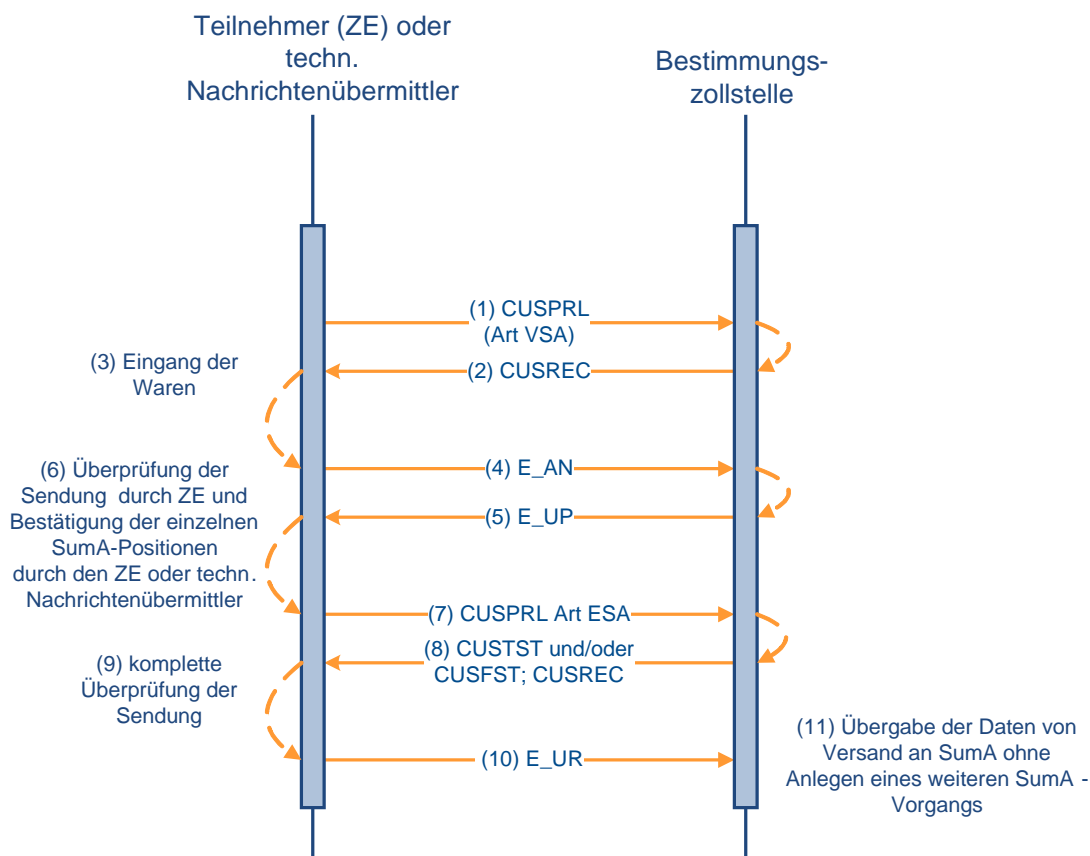 Teilnehmer (ZE) oder
techn.
Nachrichtenübermittler
Bestimmungs-
zollstelle
(1) CUSPRL
(Art VSA)
(2) CUSREC
(3) Eingang der
Waren
(4) E_AN
(5) E_UP
(6) Überprüfung der
Sendung durch ZE und
Bestätigung der einzelnen
SumA-Positionen
durch den ZE oder techn.
Nachrichtenübermittler
(7) CUSPRL Art ESA
(8) CUSTST und/oder
CUSFST; CUSREC
(9) komplette
Überprüfung der
Sendung
(10) E_UR
(11) Übergabe der Daten von
Versand an SumA ohne
Anlegen eines weiteren SumA -
Vorgangs